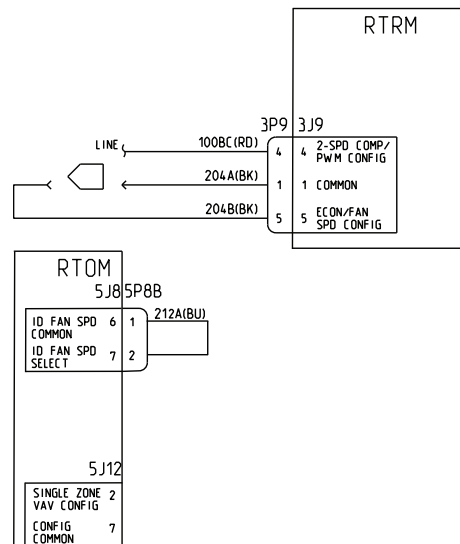 RTRM
3P9 3J9
LINE 100BC(RD) 4 4 2-SPD COMP/
PWM CONFIG
204A(BK) 1 1 COMMON
204B(BK) 5 5 ECON/FAN
SPD CONFIG
RTOM
5J8 5P8B
ID FAN SPD 6 1 212A(BU)
COMMON
ID FAN SPD 7 2
SELECT
5J12
SINGLE ZONE 2
VAV CONFIG
CONFIG 7
COMMON